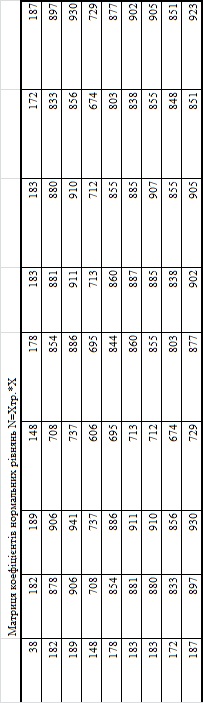 Матриця коефіцієнтів нормальних рівнянь N=Xтр.*X
38 182 189 148 178 183 183 172 187
182 878 906 708 854 881 880 833 897
189 906 941 737 886 911 910 856 930
148 708 737 606 695 713 712 674 729
178 854 886 695 844 860 855 803 877
183 881 911 713 860 887 885 838 902
183 880 910 712 855 885 907 855 905
172 833 856 674 803 838 855 848 851
187 897 930 729 877 902 905 851 923